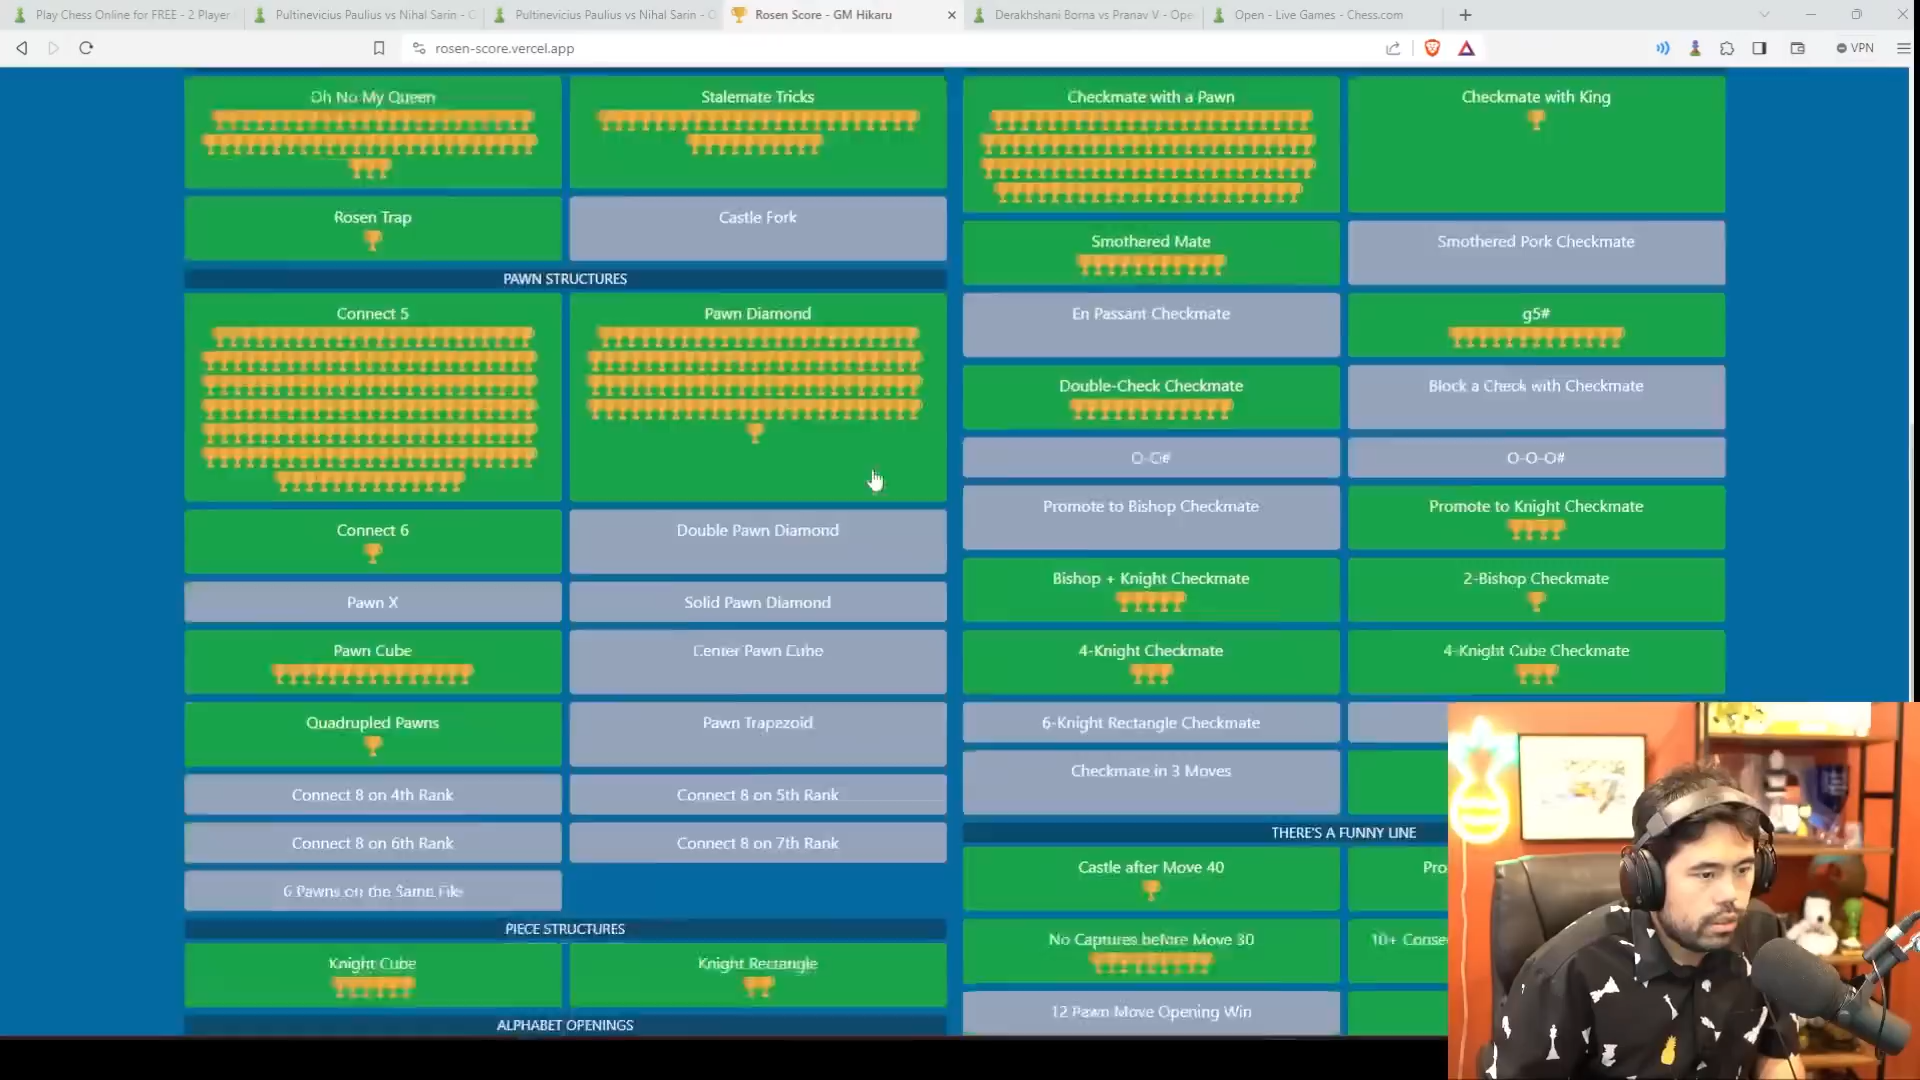 Play Chess Online for FREE - 2 Player
Pultinevicius Paulius vs Nihal Sarin - O
Pultinevicius Paulius vs Nihal Sarin - O
Rosen Score - GM Hikaru
Derakhshani Borna vs Pranav V - Ope
Open - Live Games - Chess.com
rosen-score.vercel.app
VPN
Oh No My Queen
Stalemate Tricks
Rosen Trap
Castle Fork
PAWN STRUCTURES
Connect 5
Pawn Diamond
Connect 6
Double Pawn Diamond
Pawn X
Solid Pawn Diamond
Pawn Cube
Center Pawn Cube
Quadrupled Pawns
Pawn Trapezoid
Connect 8 on 4th Rank
Connect 8 on 5th Rank
Connect 8 on 6th Rank
Connect 8 on 7th Rank
6 Pawns on the Same File
PIECE STRUCTURES
Knight Cube
Knight Rectangle
ALPHABET OPENINGS
Checkmate with a Pawn
Checkmate with King
Smothered Mate
Smothered Pork Checkmate
En Passant Checkmate
g5#
Double-Check Checkmate
Block a Check with Checkmate
O-O#
O-O-O#
Promote to Bishop Checkmate
Promote to Knight Checkmate
Bishop + Knight Checkmate
2-Bishop Checkmate
4-Knight Checkmate
4-Knight Cube Checkmate
6-Knight Rectangle Checkmate
Checkmate in 3 Moves
THERE'S A FUNNY LINE
Castle after Move 40
Pro
No Captures before Move 30
10+ Conse
12 Pawn Move Opening Win